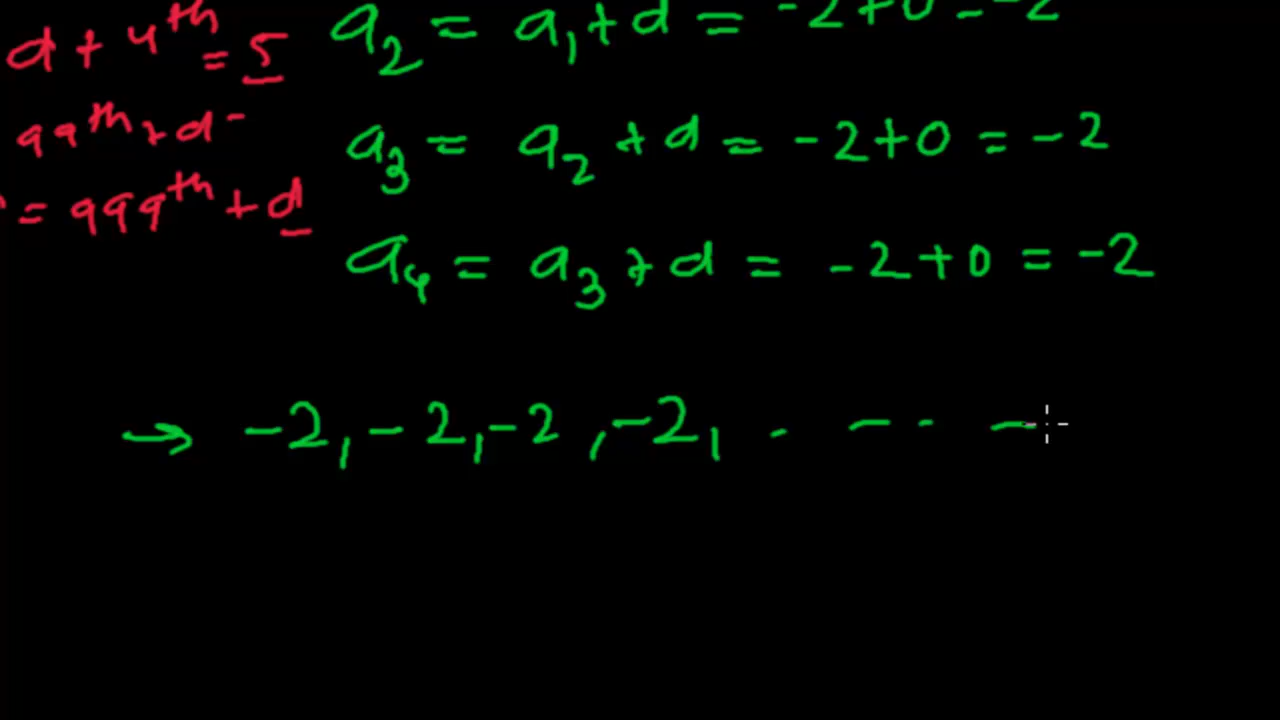 d + 4th = 5
99th + d -
= 999th + d
a2 = a1 + d = -2+0 = -2
a3 = a2 + d = -2+0 = -2
a4 = a3 + d = -2+0 = -2
→ -2, -2, -2, -2, . — - —